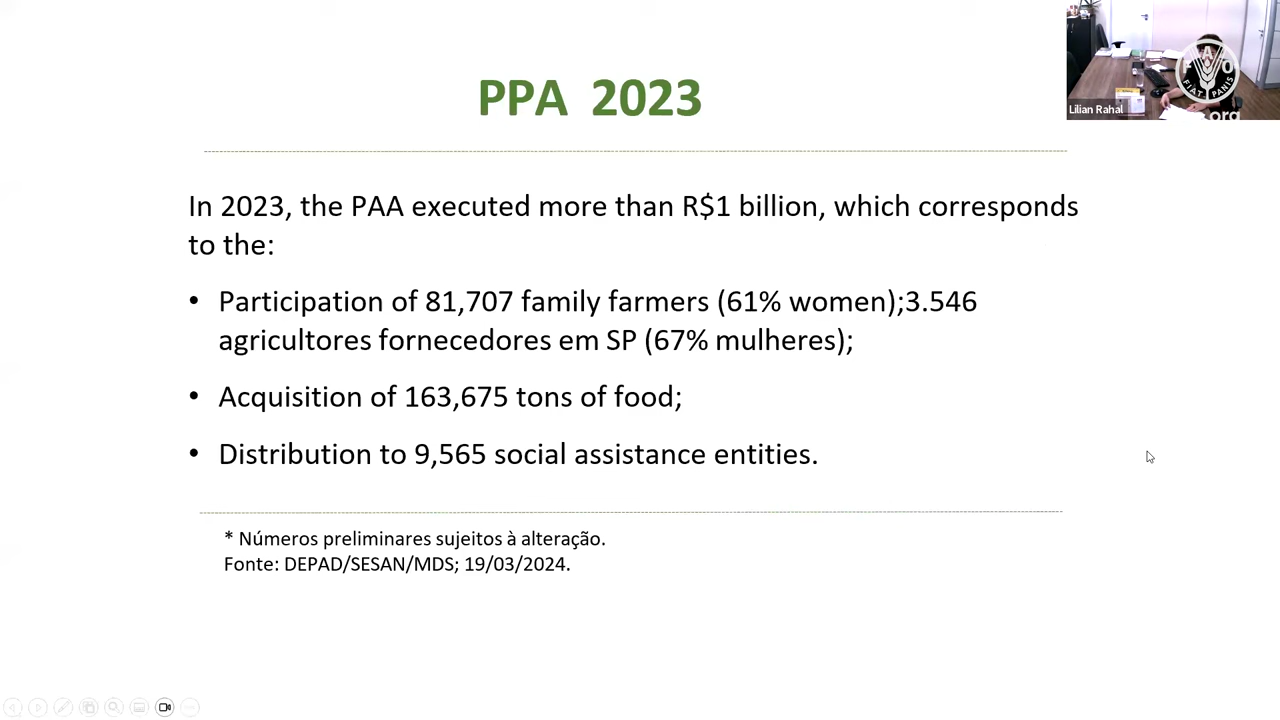 PPA 2023
Lilian Rahal
F A O
FIAT PANIS
.org
In 2023, the PAA executed more than R$1 billion, which corresponds
to the:
• Participation of 81,707 family farmers (61% women);3.546
agricultores fornecedores em SP (67% mulheres);
• Acquisition of 163,675 tons of food;
• Distribution to 9,565 social assistance entities.
* Números preliminares sujeitos à alteração.
Fonte: DEPAD/SESAN/MDS; 19/03/2024.